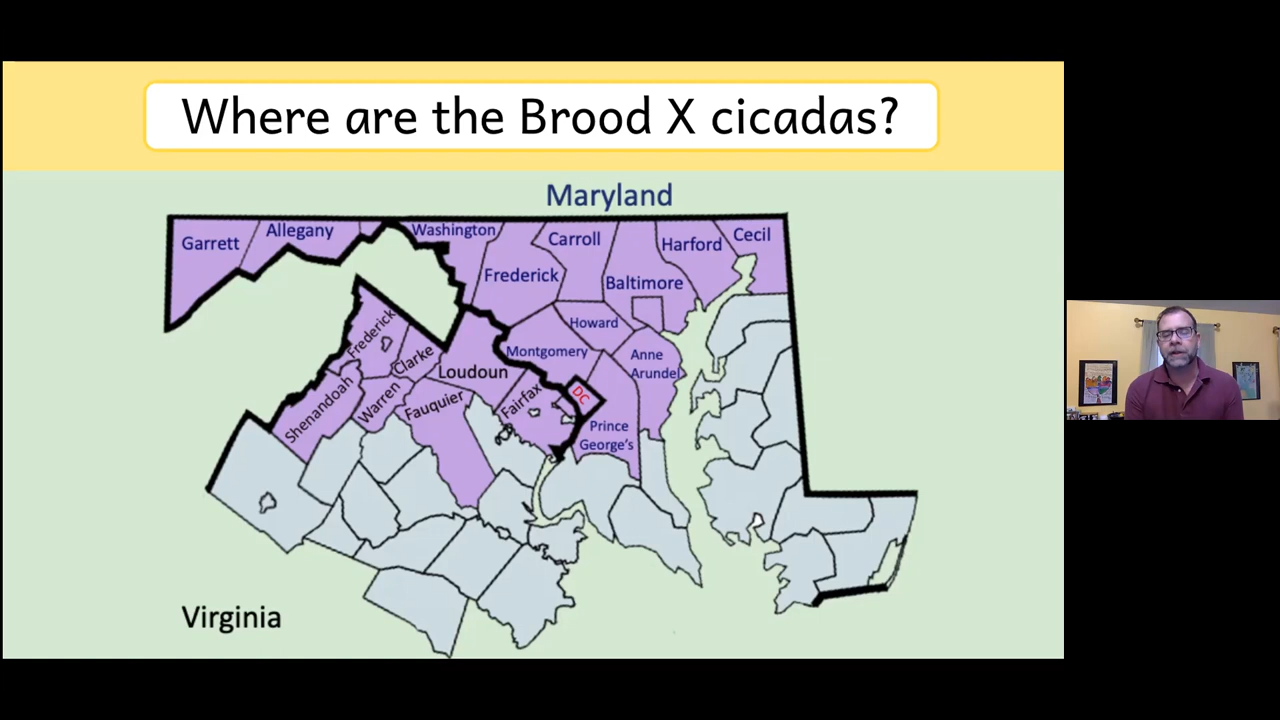 Where are the Brood X cicadas?
Maryland
Garrett
Allegany
Washington
Frederick
Carroll
Baltimore
Harford
Cecil
Howard
Montgomery
Anne
Arundel
Prince
George's
DC
Frederick
Clarke
Loudoun
Shenandoah
Warren
Fauquier
Fairfax
Virginia